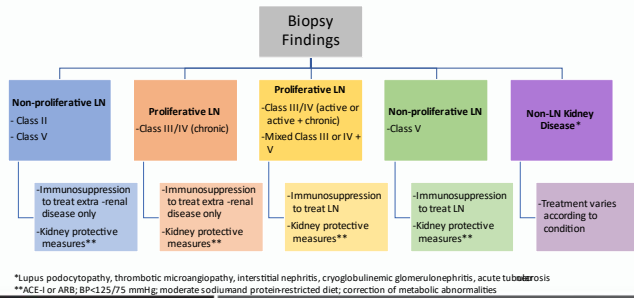 Biopsy
Findings
Non-proliferative LN
- Class II
- Class V
Proliferative LN
-Class III/IV (chronic)
Proliferative LN
-Class III/IV (active or
active + chronic)
-Mixed Class III or IV +
V
Non-proliferative LN
-Class V
Non-LN Kidney
Disease*
-Immunosuppression
to treat extra -renal
disease only
-Kidney protective
measures**
-Immunosuppression
to treat extra -renal
disease only
-Kidney protective
measures**
-Immunosuppression
to treat LN
-Kidney protective
measures**
-Immunosuppression
to treat LN
-Kidney protective
measures**
-Treatment varies
according to
condition
*Lupus podocytopathy, thrombotic microangiopathy, interstitial nephritis, cryoglobulinemic glomerulonephritis, acute
**ACE-I or ARB; BP<125/75 mmHg; moderate sodium and protein-restricted diet; correction of metabolic abnormalities